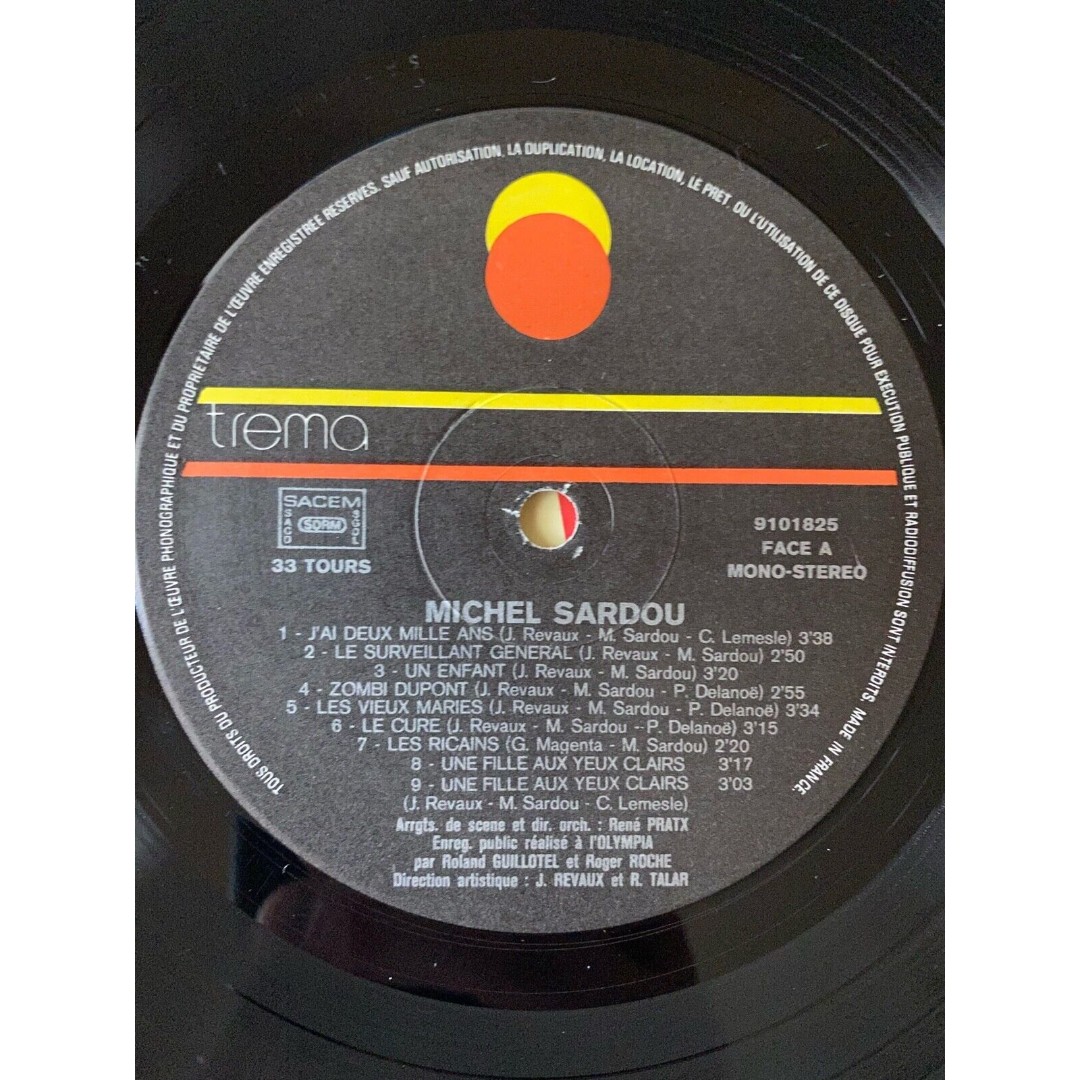 TOUS DROITS DU PRODUCTEUR DE L'ŒUVRE PHONOGRAPHIQUE ET DU PROPRIETAIRE DE L'ŒUVRE ENREGISTREE RESERVES. SAUF AUTORISATION, LA DUPLICATION, LA LOCATION, LE PRET, OU L'UTILISATION DE CE DISQUE POUR EXECUTION PUBLIQUE ET RADIODIFFUSION SONT INTERDITS. MADE IN FRANCE
trema
SACEM
SACD SDRM SGDL
33 TOURS
9101825
FACE A
MONO-STEREO
MICHEL SARDOU
1 - J'AI DEUX MILLE ANS (J. Revaux - M. Sardou - C. Lemesle) 3'38
2 - LE SURVEILLANT GENERAL (J. Revaux - M. Sardou) 2'50
3 - UN ENFANT (J. Revaux - M. Sardou) 3'20
4 - ZOMBI DUPONT (J. Revaux - M. Sardou - P. Delanoë) 2'55
5 - LES VIEUX MARIES (J. Revaux - M. Sardou - P. Delanoë) 3'34
6 - LE CURE (J. Revaux - M. Sardou - P. Delanoë) 3'15
7 - LES RICAINS (G. Magenta - M. Sardou) 2'20
8 - UNE FILLE AUX YEUX CLAIRS 3'17
9 - UNE FILLE AUX YEUX CLAIRS 3'03
(J. Revaux - M. Sardou - C. Lemesle)
Arrgts. de scene et dir. orch. : René PRATX
Enreg. public réalisé à l'OLYMPIA
par Roland GUILLOTEL et Roger ROCHE
Direction artistique : J. REVAUX et R. TALAR